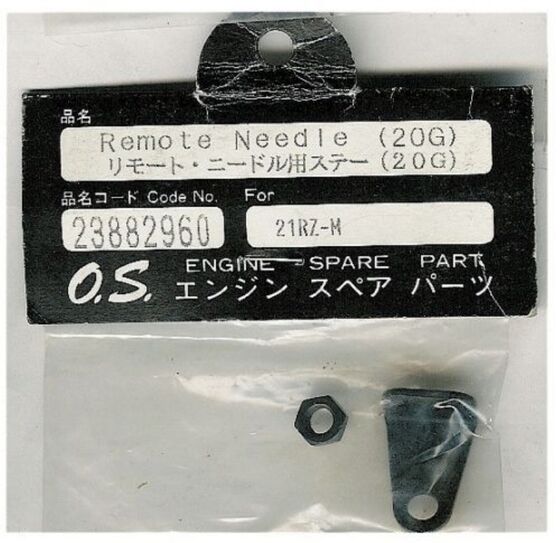 品名
Remote Needle (20G)
リモート・ニードル用ステー(20G)
品名コード Code No. For
23882960 21RZ-M
O.S. ENGINE SPARE PART
エンジン スペア パーツ